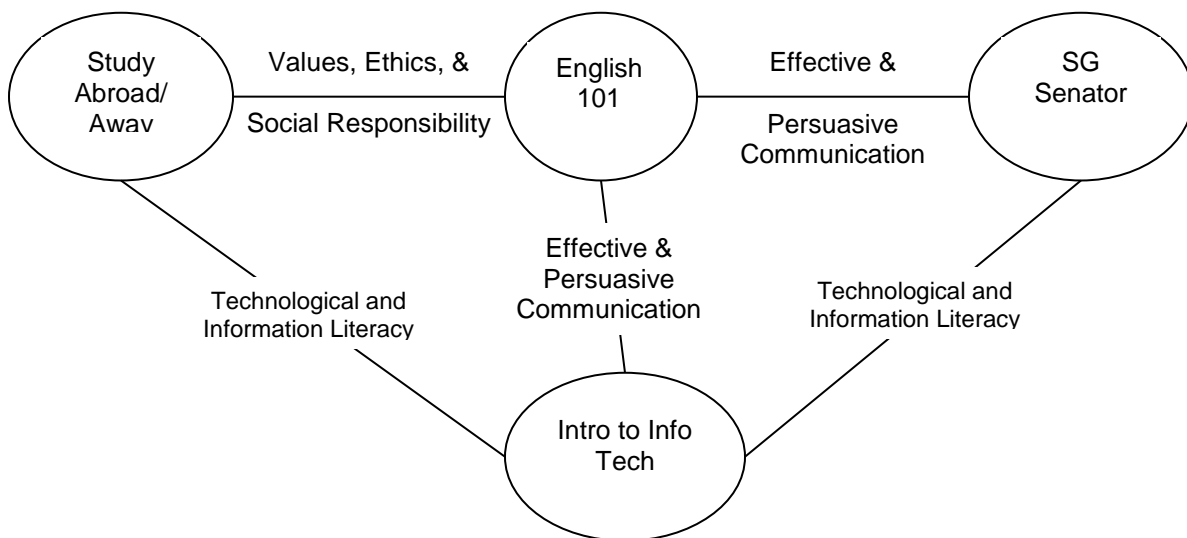 Study
Abroad/
Away
Values, Ethics, &
Social Responsibility
English
101
Effective &
Persuasive
Communication
SG
Senator
Effective &
Persuasive
Communication
Technological and
Information Literacy
Technological and
Information Literacy
Intro to Info
Tech